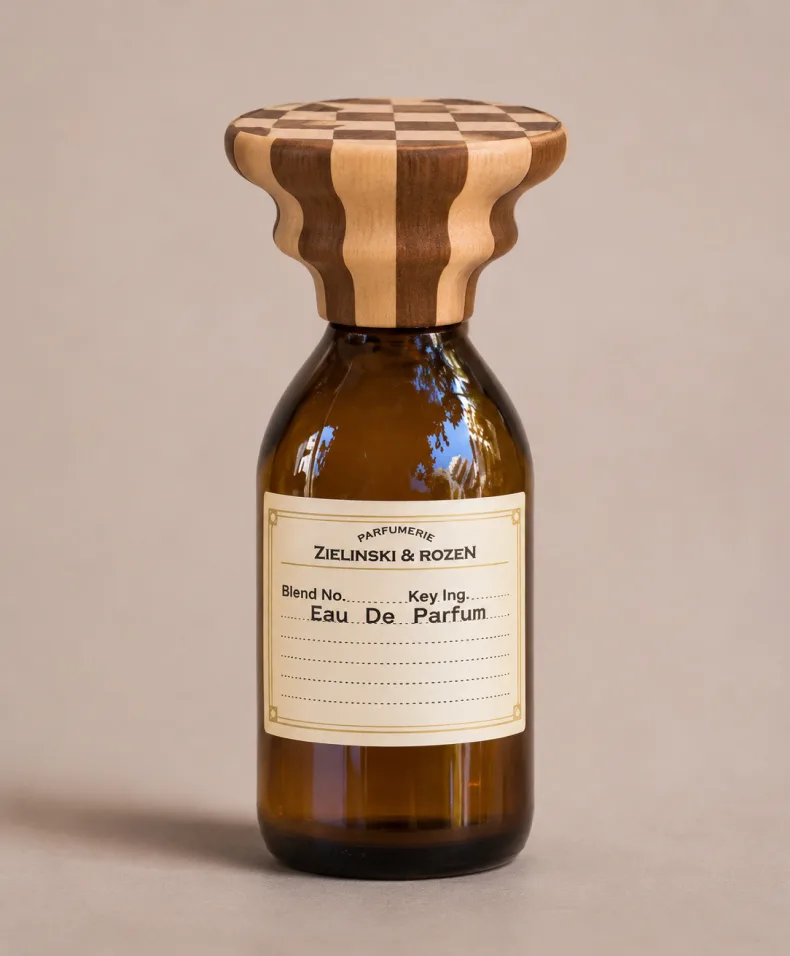 PARFUMERIE
ZIELINSKI & ROZEN
Blend No. Key Ing.
Eau De Parfum